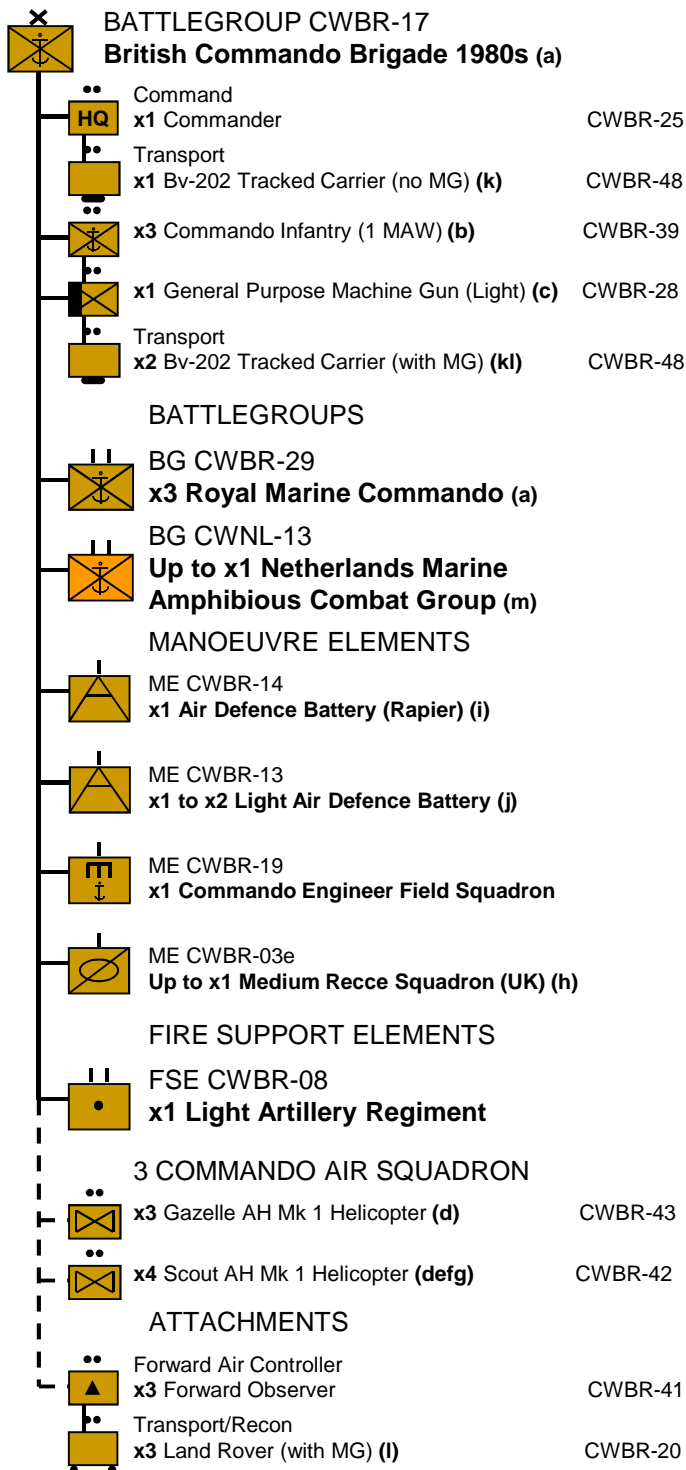 BATTLEGROUP CWBR-17
British Commando Brigade 1980s (a)
Command
HQ x1 Commander CWBR-25
Transport
x1 Bv-202 Tracked Carrier (no MG) (k) CWBR-48
x3 Commando Infantry (1 MAW) (b) CWBR-39
x1 General Purpose Machine Gun (Light) (c) CWBR-28
Transport
x2 Bv-202 Tracked Carrier (with MG) (kl) CWBR-48
BATTLEGROUPS
BG CWBR-29
x3 Royal Marine Commando (a)
BG CWNL-13
Up to x1 Netherlands Marine
Amphibious Combat Group (m)
MANOEUVRE ELEMENTS
ME CWBR-14
x1 Air Defence Battery (Rapier) (i)
ME CWBR-13
x1 to x2 Light Air Defence Battery (j)
ME CWBR-19
x1 Commando Engineer Field Squadron
ME CWBR-03e
Up to x1 Medium Recce Squadron (UK) (h)
FIRE SUPPORT ELEMENTS
FSE CWBR-08
x1 Light Artillery Regiment
3 COMMANDO AIR SQUADRON
x3 Gazelle AH Mk 1 Helicopter (d) CWBR-43
x4 Scout AH Mk 1 Helicopter (defg) CWBR-42
ATTACHMENTS
Forward Air Controller
x3 Forward Observer CWBR-41
Transport/Recon
x3 Land Rover (with MG) (l) CWBR-20